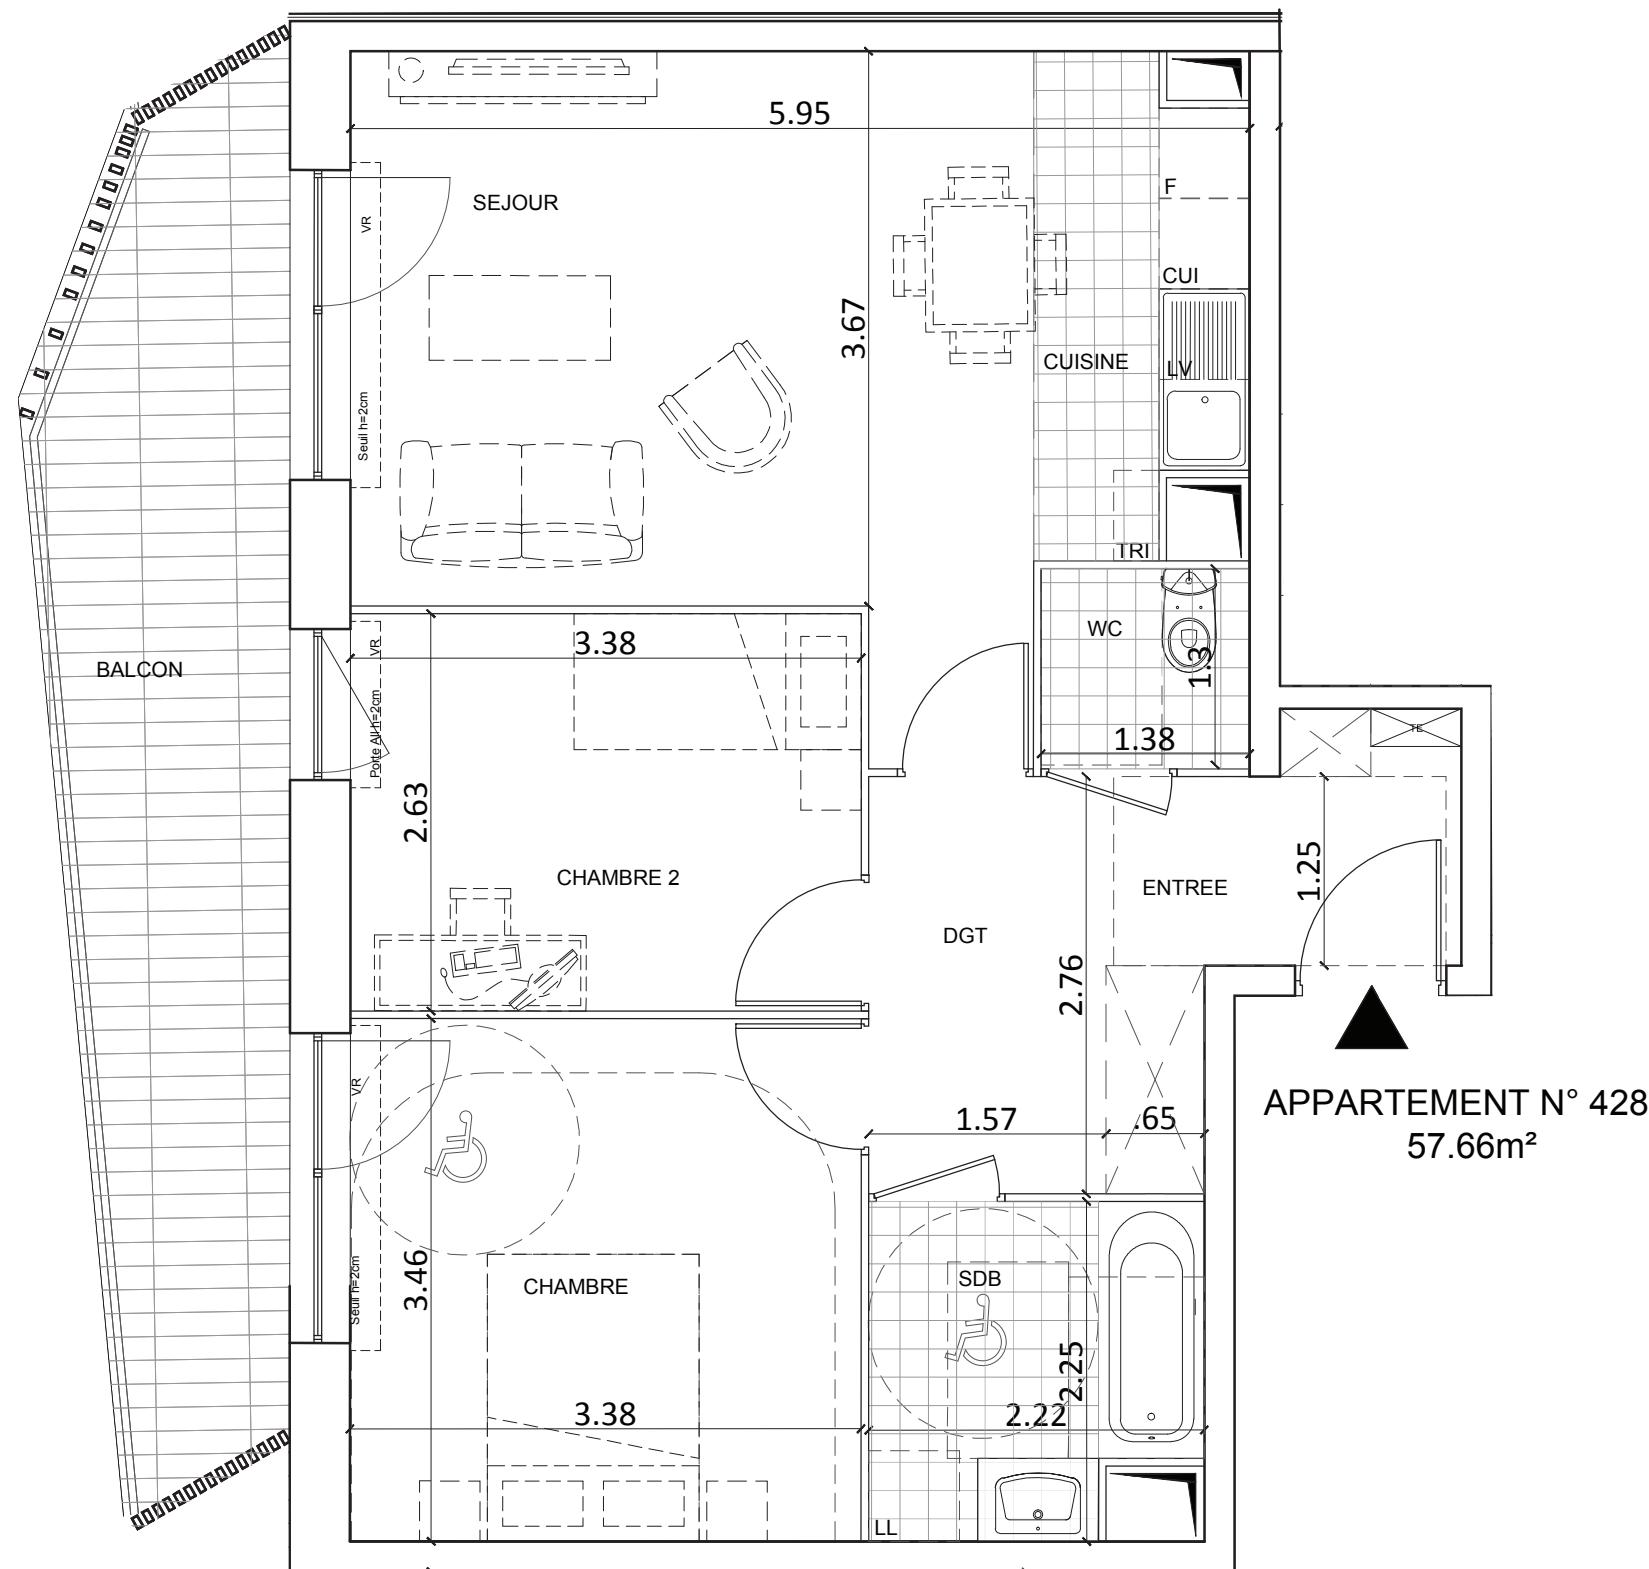 5.95
SEJOUR
VR
F
CUI
3.67
CUISINE
LV
Seuil h=2cm
TRI
WC
1.3
3.38
VR
BALCON
Porte All h=2cm
1.38
TE
2.63
CHAMBRE 2
1.25
ENTREE
DGT
2.76
VR
1.57
.65
APPARTEMENT N° 428
57.66m²
3.46
Seuil h=2cm
CHAMBRE
SDB
2.25
3.38
2.22
LL